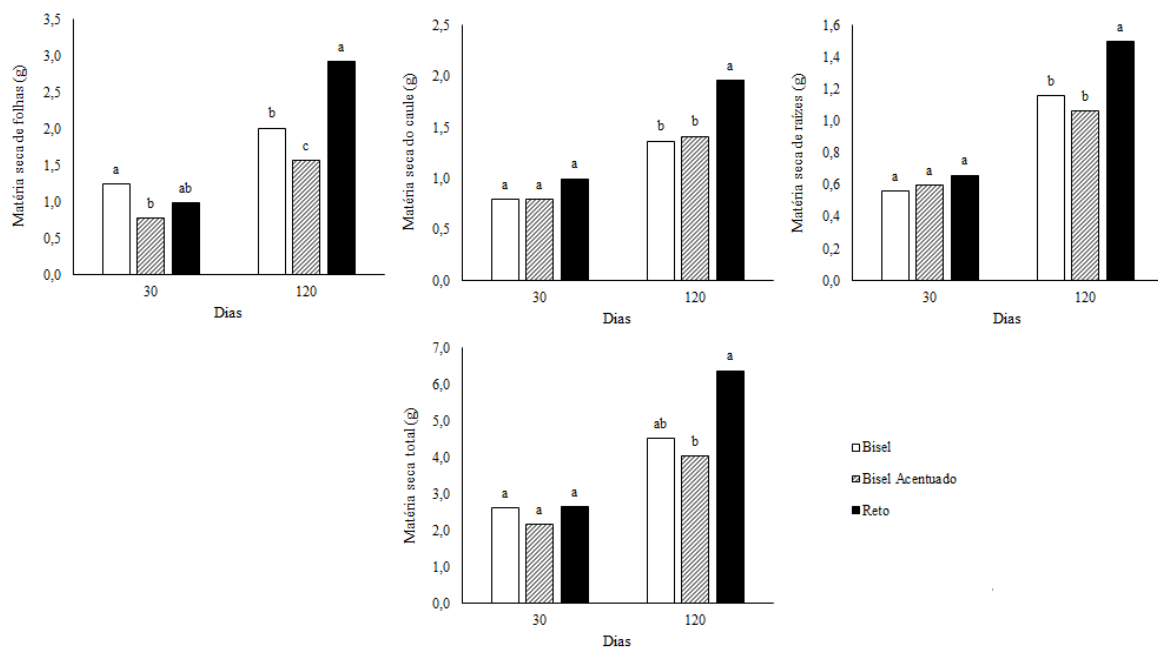 Matéria seca de folhas (g)
3,5
3,0
2,5
2,0
1,5
1,0
0,5
0,0
a
b
ab
b
c
a
30
120
Dias
Matéria seca do caule (g)
2,5
2,0
1,5
1,0
0,5
0,0
a
a
a
b
b
a
30
120
Dias
Matéria seca de raízes (g)
1,6
1,4
1,2
1,0
0,8
0,6
0,4
0,2
0,0
a
a
a
b
b
a
30
120
Dias
Matéria seca total (g)
7,0
6,0
5,0
4,0
3,0
2,0
1,0
0,0
a
a
a
ab
b
a
30
120
Dias
Bisel
Bisel Acentuado
Reto